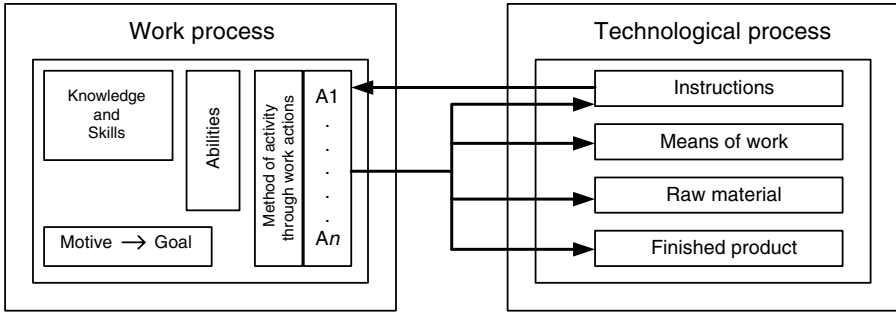 Work process
Knowledge
and
Skills
Abilities
Method of activity
through work actions
A1
.
.
.
.
.
An
Motive → Goal
Technological process
Instructions
Means of work
Raw material
Finished product